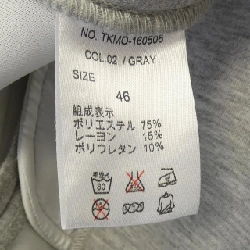 NO. TKMO-160505
COL.02 / GRAY
SIZE
46
組成表示
ポリエステル 75%
レーヨン 15%
ポリウレタン 10%